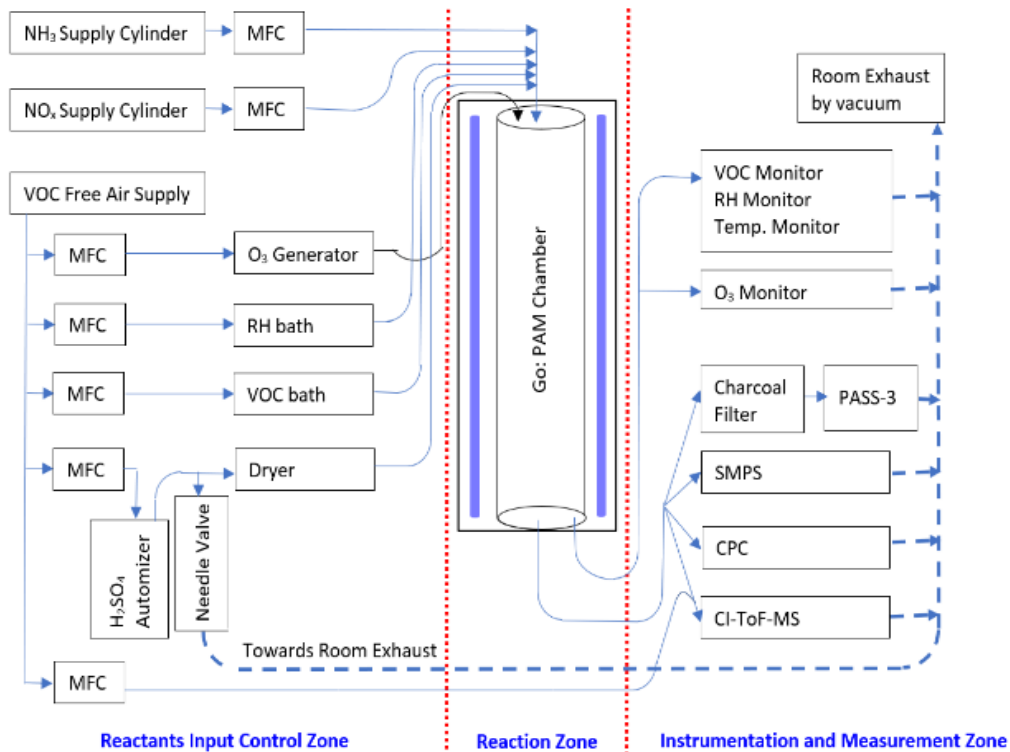 NH₃ Supply Cylinder
MFC
NOₓ Supply Cylinder
MFC
VOC Free Air Supply
MFC
O₃ Generator
MFC
RH bath
MFC
VOC bath
MFC
Dryer
H₂SO₄
Automizer
Needle Valve
Towards Room Exhaust
MFC
Go: PAM Chamber
Room Exhaust
by vacuum
VOC Monitor
RH Monitor
Temp. Monitor
O₃ Monitor
Charcoal
Filter
PASS-3
SMPS
CPC
CI-ToF-MS
Reactants Input Control Zone
Reaction Zone
Instrumentation and Measurement Zone